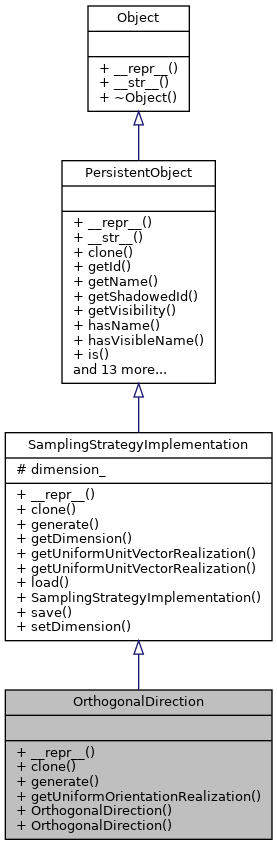 Object
+ __repr__()
+ __str__()
+ ~Object()
PersistentObject
+ __repr__()
+ __str__()
+ clone()
+ getId()
+ getName()
+ getShadowedId()
+ getVisibility()
+ hasName()
+ hasVisibleName()
+ is()
and 13 more...
SamplingStrategyImplementation
# dimension_
+ __repr__()
+ clone()
+ generate()
+ getDimension()
+ getUniformUnitVectorRealization()
+ getUniformUnitVectorRealization()
+ load()
+ SamplingStrategyImplementation()
+ save()
+ setDimension()
OrthogonalDirection
+ __repr__()
+ clone()
+ generate()
+ getUniformOrientationRealization()
+ OrthogonalDirection()
+ OrthogonalDirection()